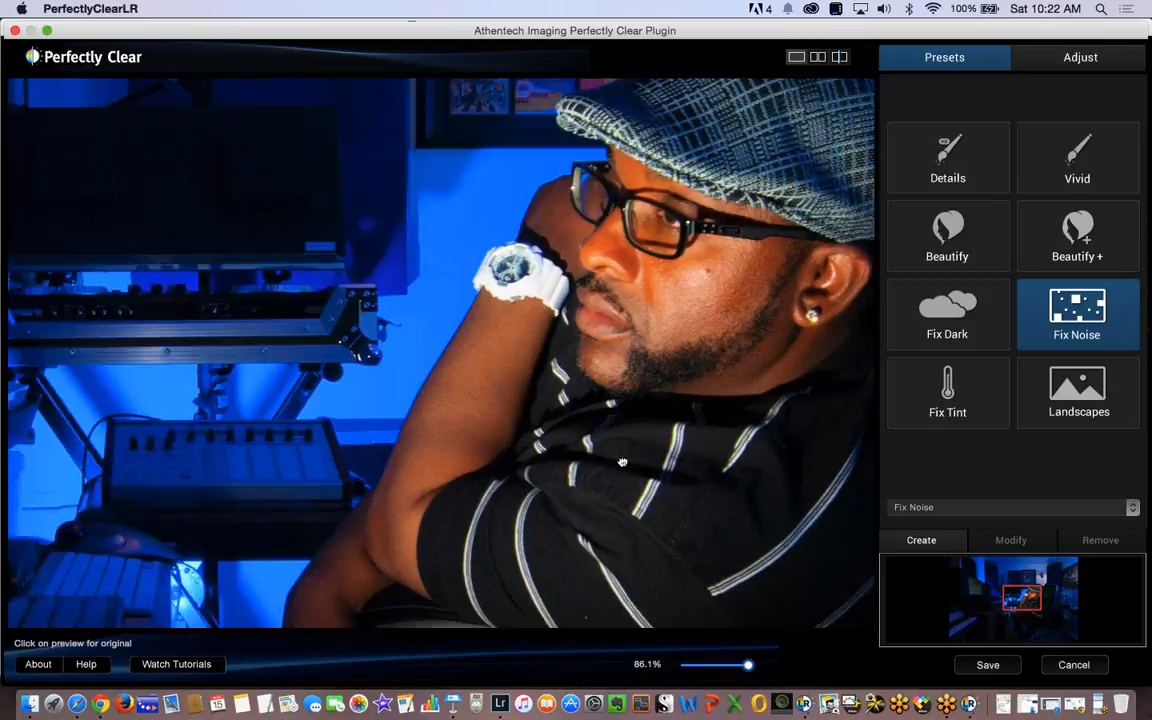 PerfectlyClearLR
4
100%
Sat 10:22 AM
Athentech Imaging Perfectly Clear Plugin
Perfectly Clear
Presets
Adjust
Details
Vivid
Beautify
Beautify +
Fix Dark
Fix Noise
Fix Tint
Landscapes
Fix Noise
Create
Modify
Remove
Click on preview for original
About
Help
Watch Tutorials
86.1%
Save
Cancel